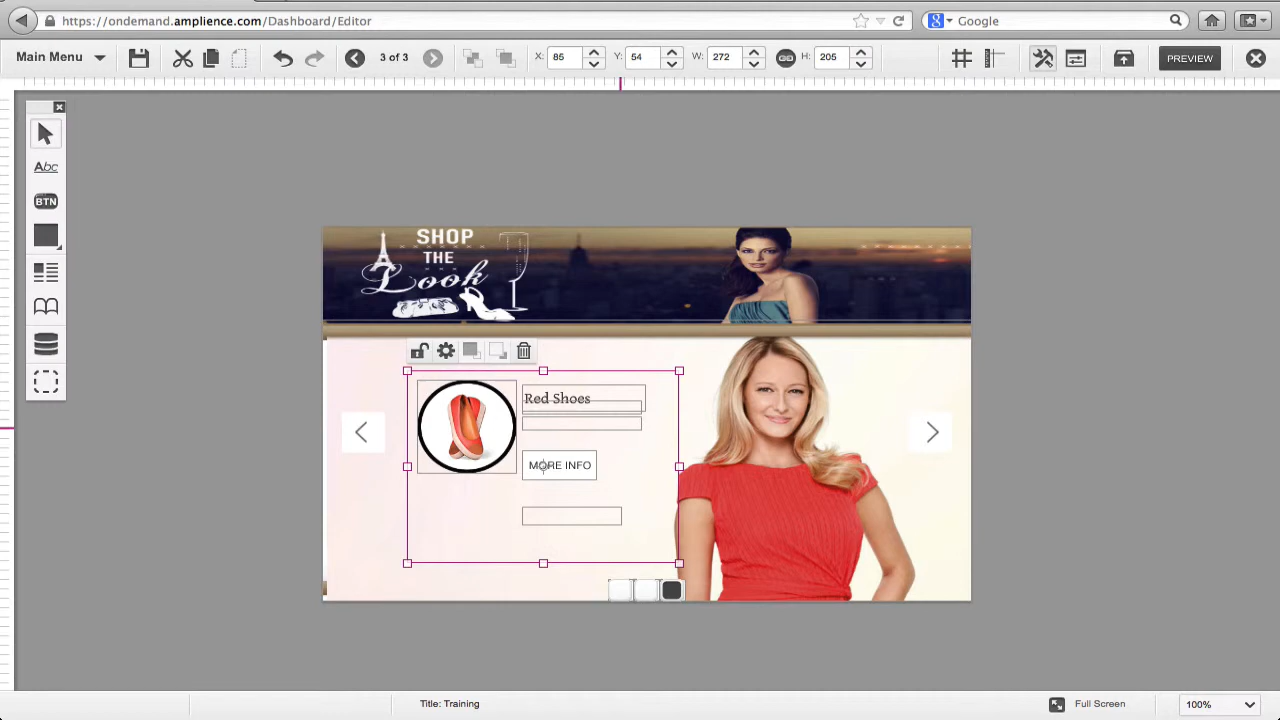 https://ondemand.amplience.com/Dashboard/Editor
Google
Main Menu
3 of 3
X: 85
Y: 54
W: 272
H: 205
PREVIEW
Abc
BTN
SHOP
THE
Look
Red Shoes
MORE INFO
Title: Training
Full Screen
100%